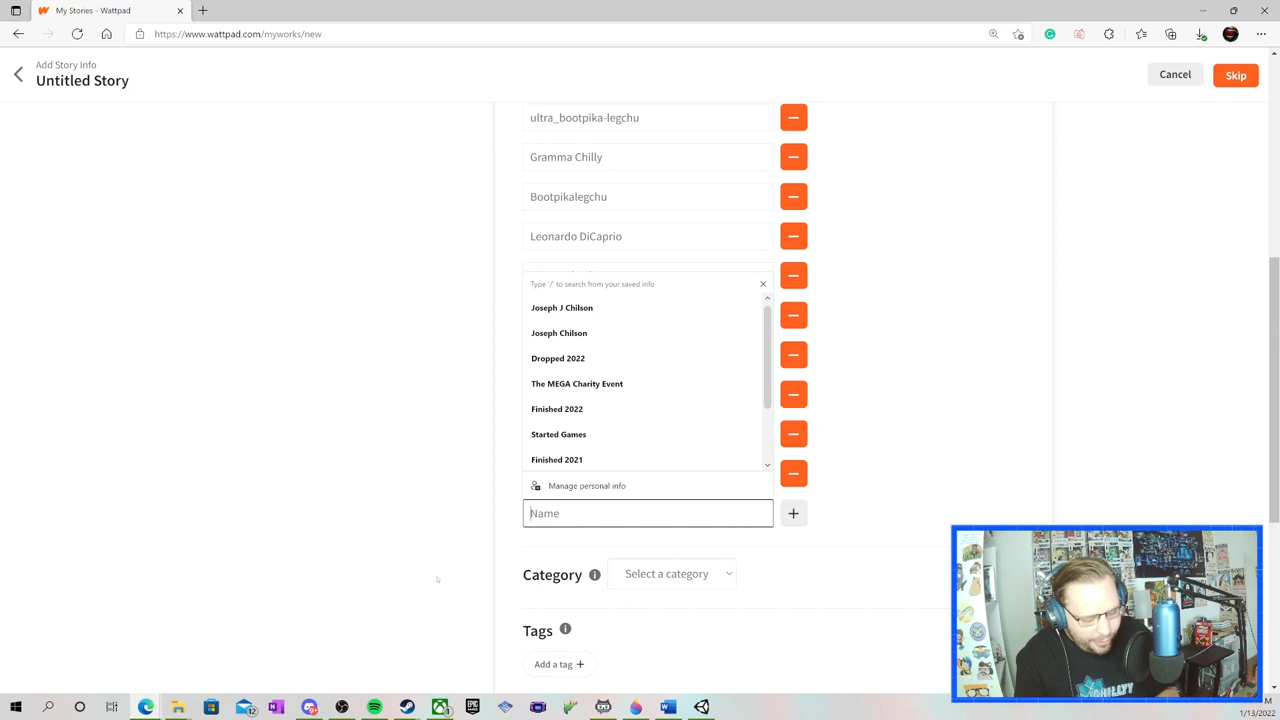 My Stories - Wattpad
https://www.wattpad.com/myworks/new
Add Story Info
Untitled Story
Cancel
Skip
ultra_bootpika-legchu
Gramma Chilly
Bootpikalegchu
Leonardo DiCaprio
Type '/' to search from your saved info
Joseph J Chilson
Joseph Chilson
Dropped 2022
The MEGA Charity Event
Finished 2022
Started Games
Finished 2021
Manage personal info
Name
Category
Select a category
Tags
Add a tag +
12
EPIC
M
1/13/2022